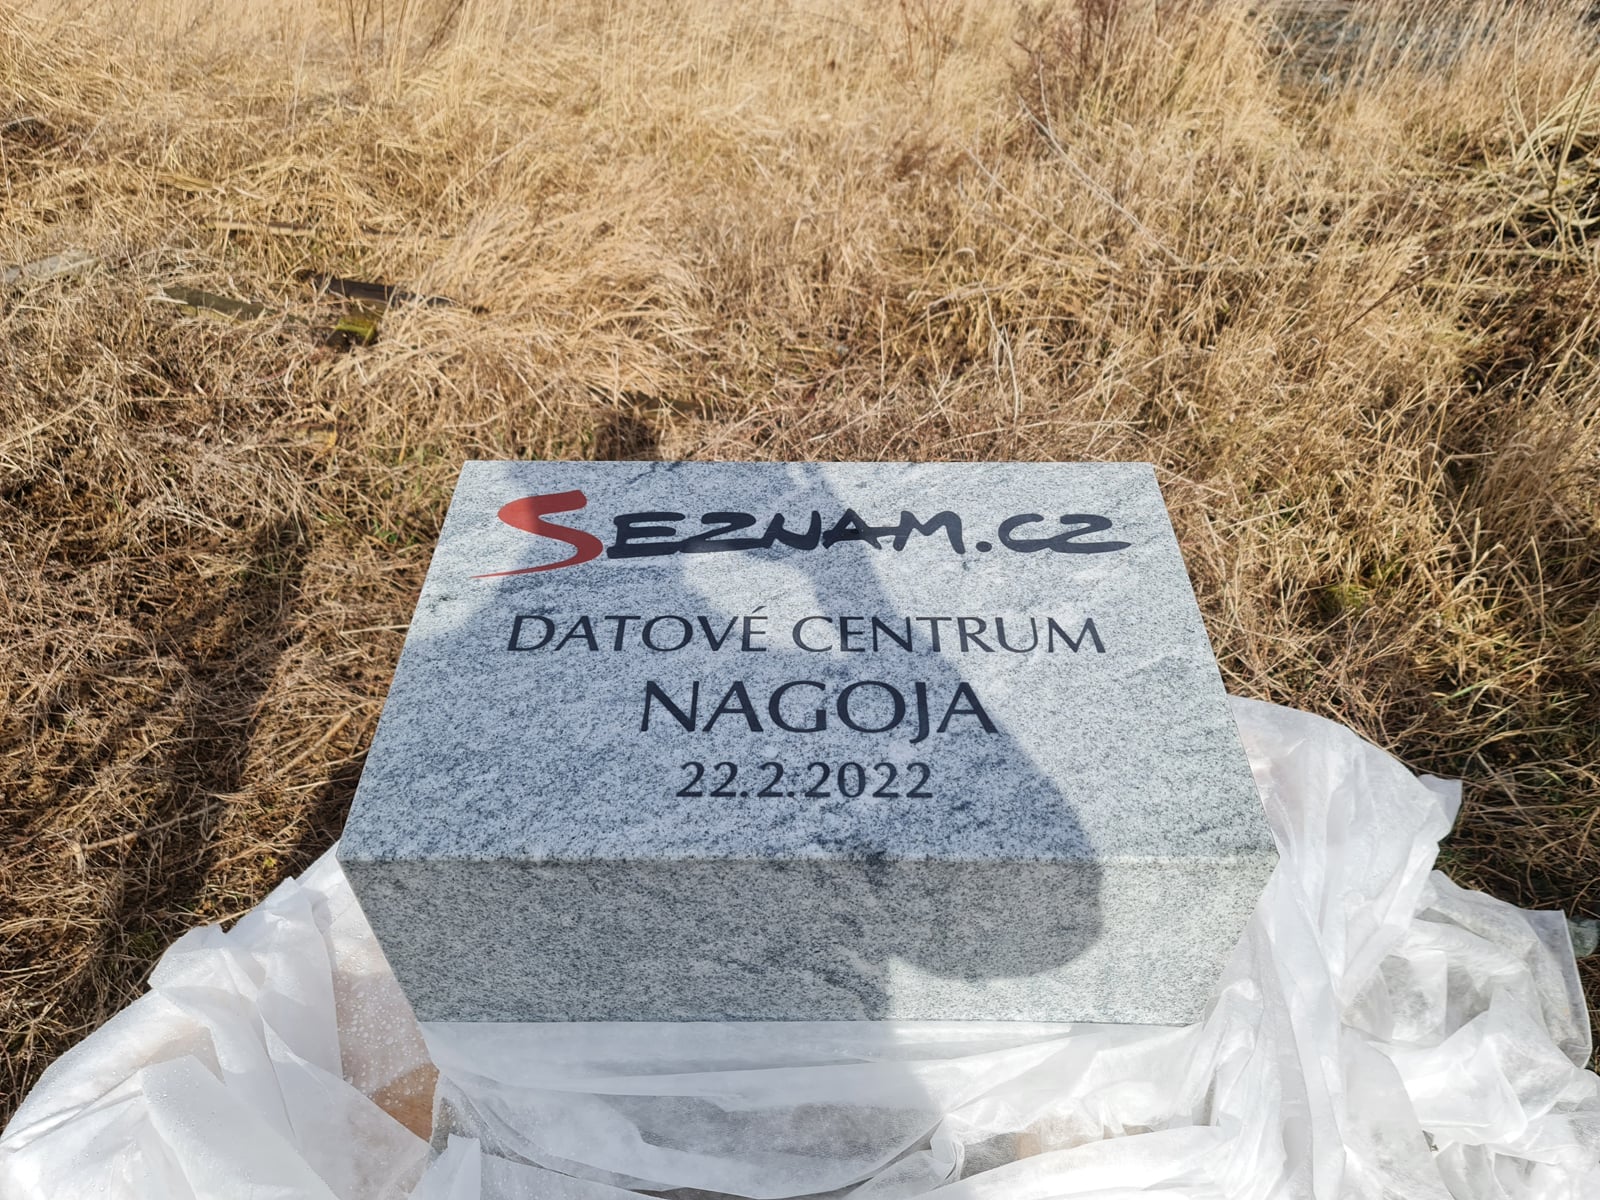 SEZNAM.CZ
DATOVÉ CENTRUM
NAGOJA
22.2.2022